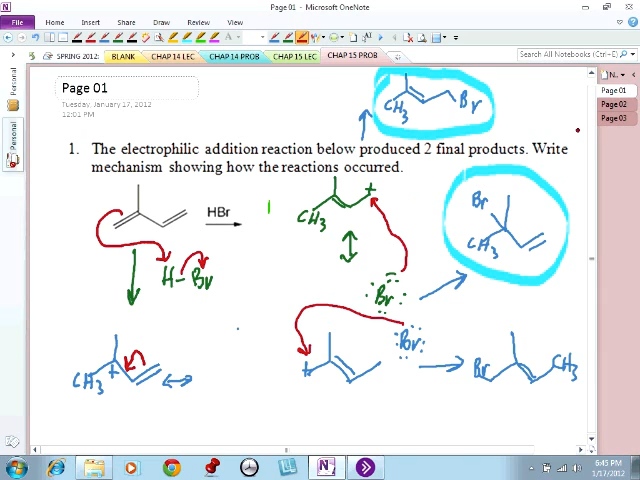 Page 01 - Microsoft OneNote
File Home Insert Share Draw Review View
SPRING 2012: BLANK CHAP 14 LEC CHAP 14 PROB CHAP 15 LEC CHAP 15 PROB
Search All Notebooks (Ctrl+E)
Personal
Personal
N..
Page 01
Page 02
Page 03
Page 01
Tuesday, January 17, 2012
12:01 PM
CH3 Br
1. The electrophilic addition reaction below produced 2 final products. Write
mechanism showing how the reactions occurred.
HBr
CH3 +
Br
CH3
H-Br
Br
CH3 +
+
Br
Br CH3
6:45 PM
1/17/2012